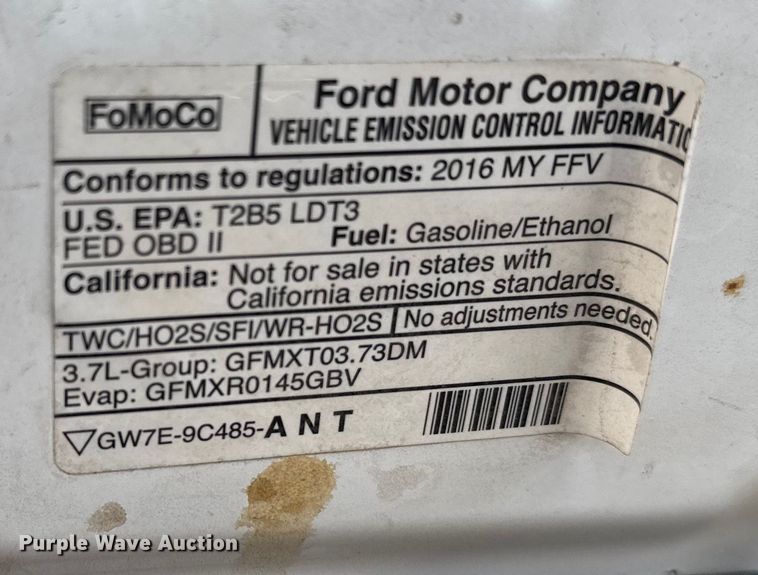 FoMoCo
Ford Motor Company
VEHICLE EMISSION CONTROL INFORMATIO
Conforms to regulations: 2016 MY FFV
U.S. EPA: T2B5 LDT3
FED OBD II Fuel: Gasoline/Ethanol
California: Not for sale in states with
California emissions standards.
TWC/HO2S/SFI/WR-HO2S No adjustments needed.
3.7L-Group: GFMXT03.73DM
Evap: GFMXR0145GBV
GW7E-9C485-ANT
Purple Wave Auction